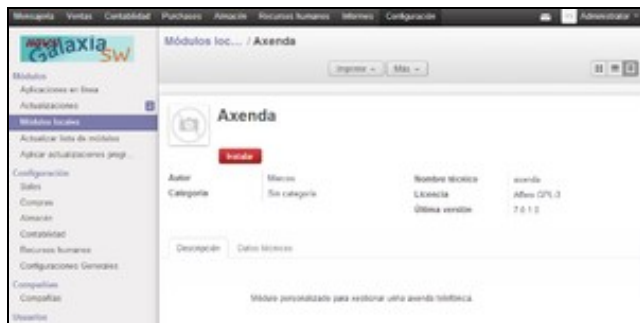 Mensajería Ventas Contabilidad Purchases Almacén Recursos humanos Informes Configuración Administrator
Galaxia
SW
Módulos loc... / Axenda
Imprimir Más
Módulos
Aplicaciones en línea
Actualizaciones
Módulos locales
Actualizar lista de módulos
Aplicar actualizaciones progr...
Configuración
Sales
Compras
Almacén
Contabilidad
Recursos humanos
Configuraciones Generales
Compañías
Compañías
Usuarios
Axenda
Instalar
Autor Marcos
Categoría Sin categoría
Nombre técnico axenda
Licencia Affero GPL-3
Última versión 7.0.1.0
Descripción Datos técnicos
Módulo personalizado para xestionar unha axenda telefónica.